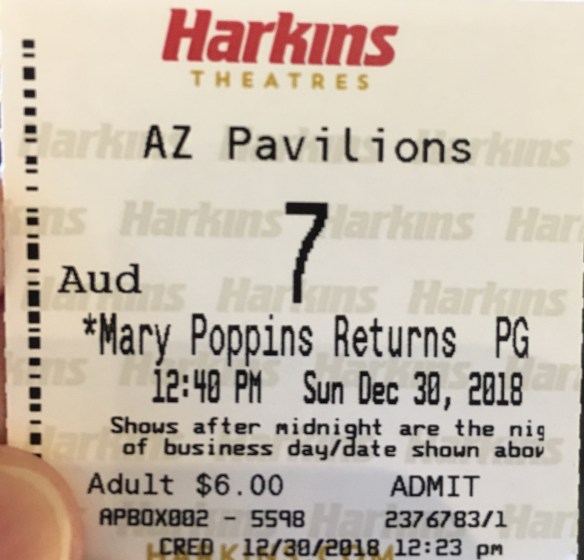 Harkins
THEATRES
AZ Pavilions
7
Aud
*Mary Poppins Returns PG
12:40 PM Sun Dec 30, 2018
Shows after midnight are the nig
of business day/date shown abov
Adult $6.00 ADMIT
APBOX002 - 5598 2376783/1
CRED 12/30/2018 12:23 pm